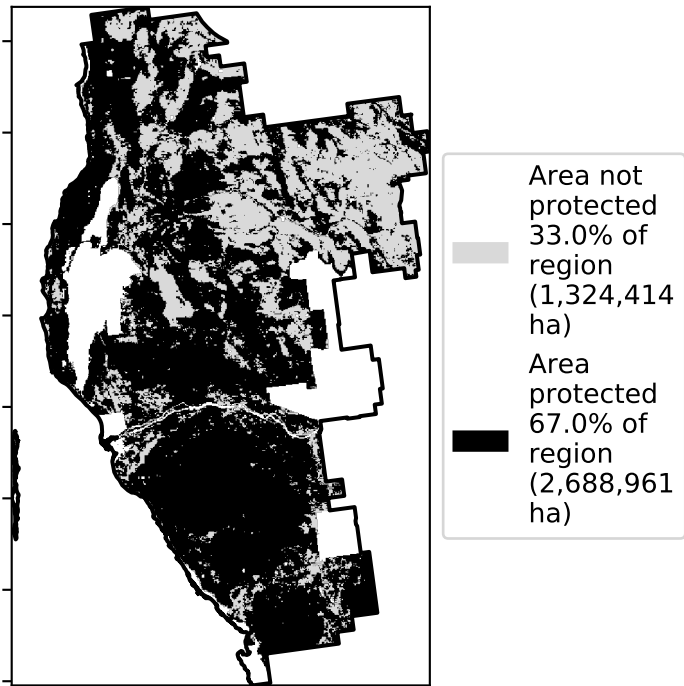 Area not
protected
33.0% of
region
(1,324,414
ha)
Area
protected
67.0% of
region
(2,688,961
ha)